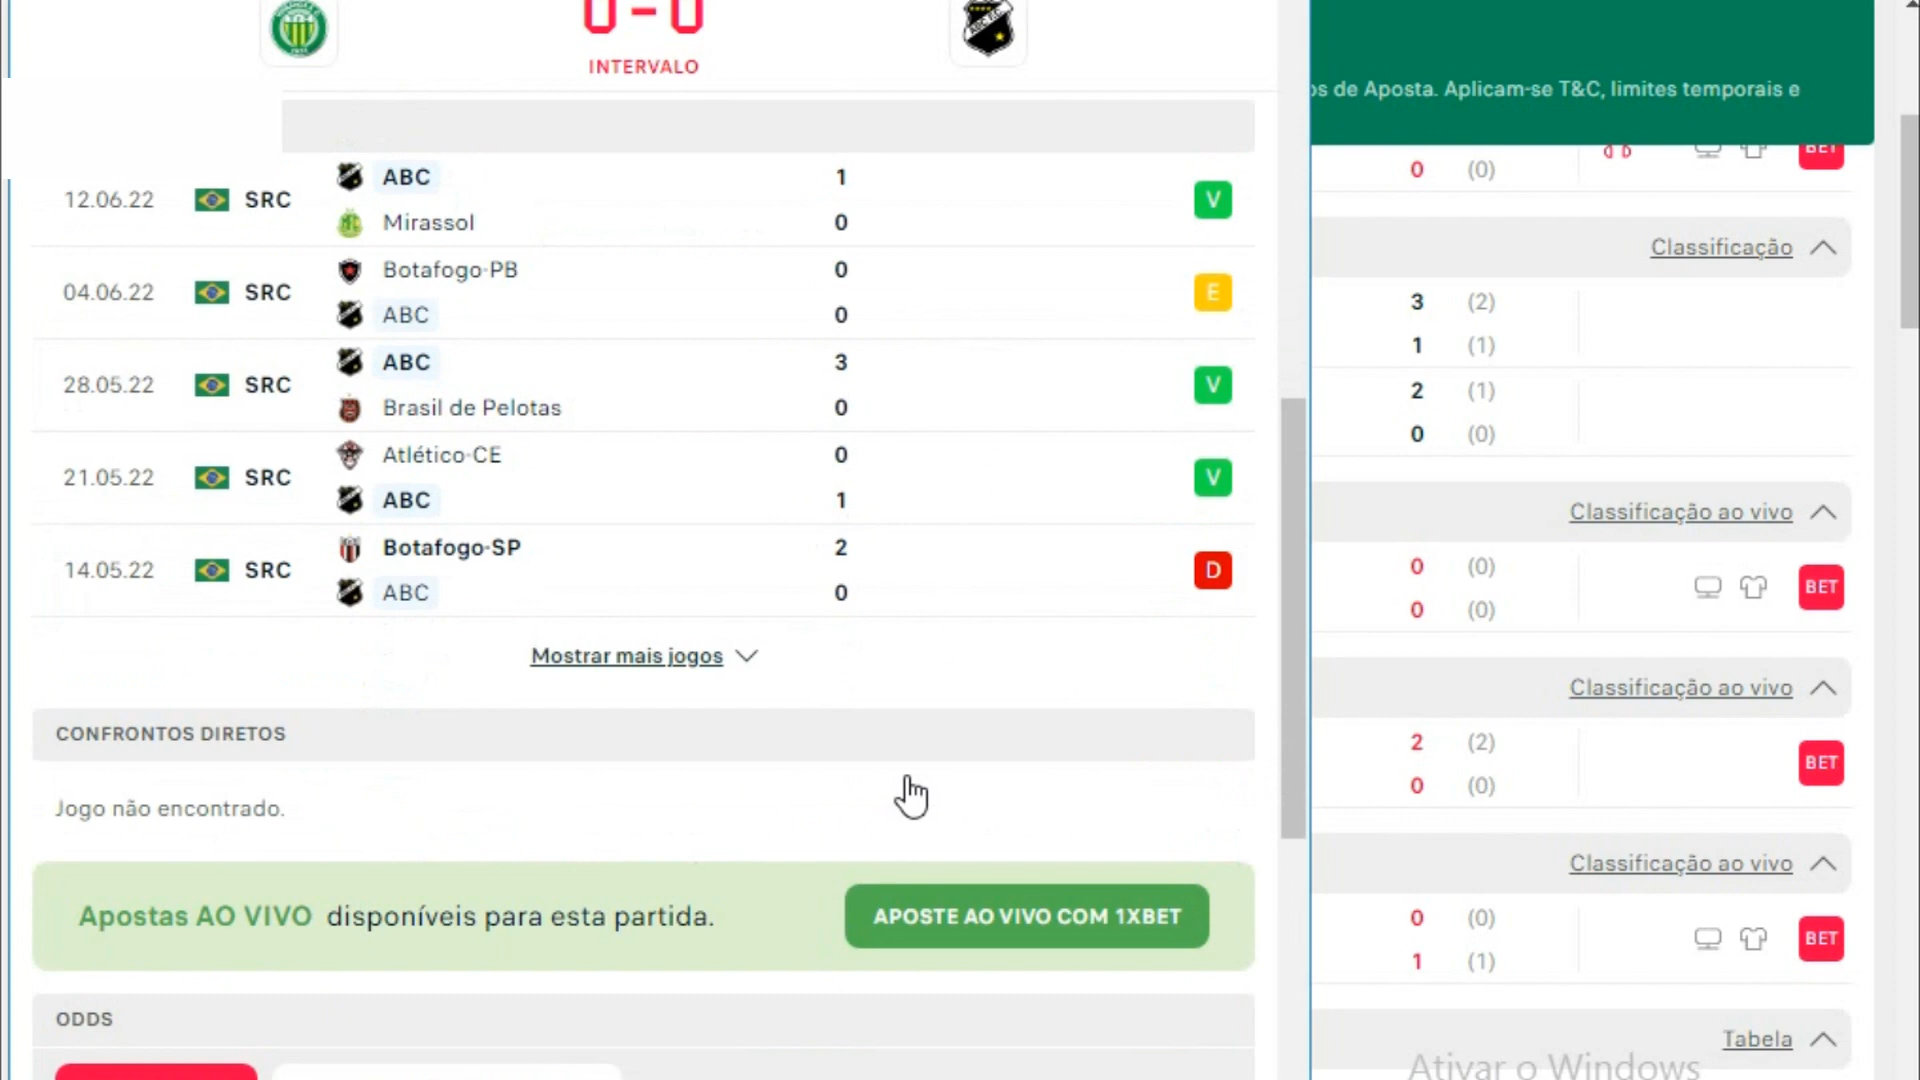 0 - 0
INTERVALO
12.06.22 SRC ABC 1 V
Mirassol 0
04.06.22 SRC Botafogo-PB 0 E
ABC 0
28.05.22 SRC ABC 3 V
Brasil de Pelotas 0
21.05.22 SRC Atlético-CE 0 V
ABC 1
14.05.22 SRC Botafogo-SP 2 D
ABC 0
Mostrar mais jogos
CONFRONTOS DIRETOS
Jogo não encontrado.
Apostas AO VIVO disponíveis para esta partida.
APOSTE AO VIVO COM 1XBET
ODDS
de Aposta. Aplicam-se T&C, limites temporais e
0 (0) BET
Classificação
3 (2)
1 (1)
2 (1)
0 (0)
Classificação ao vivo
0 (0) BET
0 (0)
Classificação ao vivo
2 (2) BET
0 (0)
Classificação ao vivo
0 (0) BET
1 (1)
Tabela
Ativar o Windows